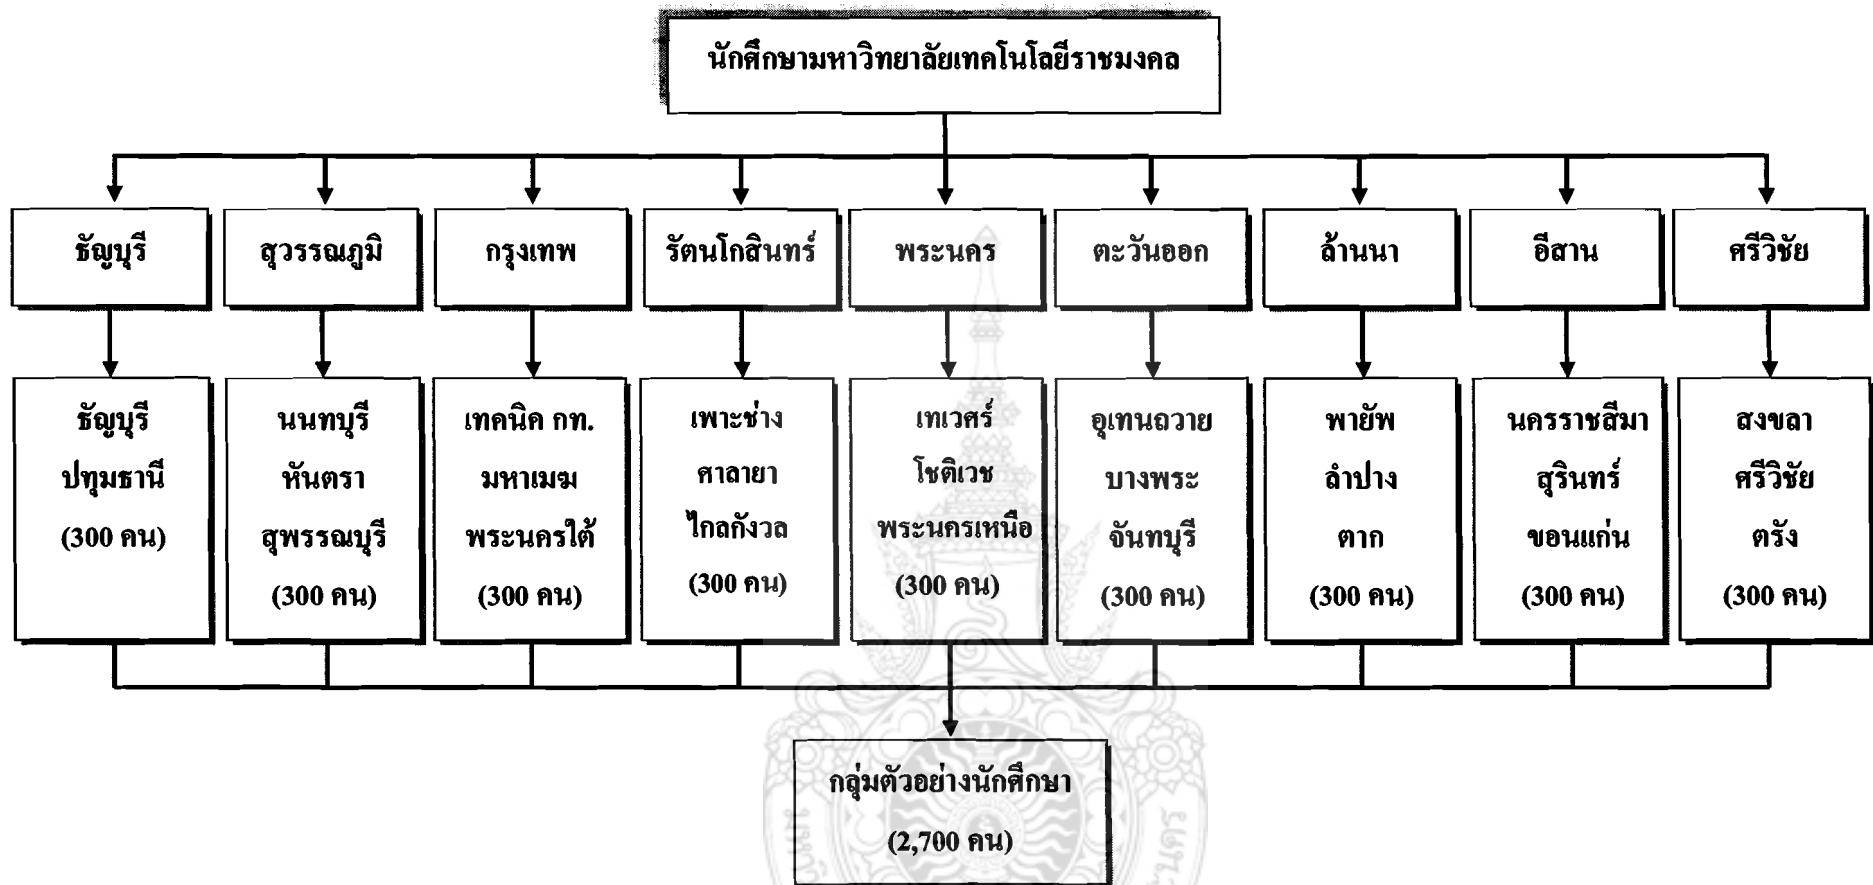 นักศึกษามหาวิทยาลัยเทคโนโลยีราชมงคล
ธัญบุรี
สุวรรณภูมิ
กรุงเทพ
รัตนโกสินทร์
พระนคร
ตะวันออก
ล้านนา
อีสาน
ศรีวิชัย
ธัญบุรี
ปทุมธานี
(300 คน)
นนทบุรี
หันตรา
สุพรรณบุรี
(300 คน)
เทคนิค กท.
มหาเมฆ
พระนครใต้
(300 คน)
เพาะช่าง
ศาลายา
ไกลกังวล
(300 คน)
เทเวศร์
โชติเวช
พระนครเหนือ
(300 คน)
อุเทนถวาย
บางพระ
จันทบุรี
(300 คน)
พายัพ
ลำปาง
ตาก
(300 คน)
นครราชสีมา
สุรินทร์
ขอนแก่น
(300 คน)
สงขลา
ศรีวิชัย
ตรัง
(300 คน)
กลุ่มตัวอย่างนักศึกษา
(2,700 คน)